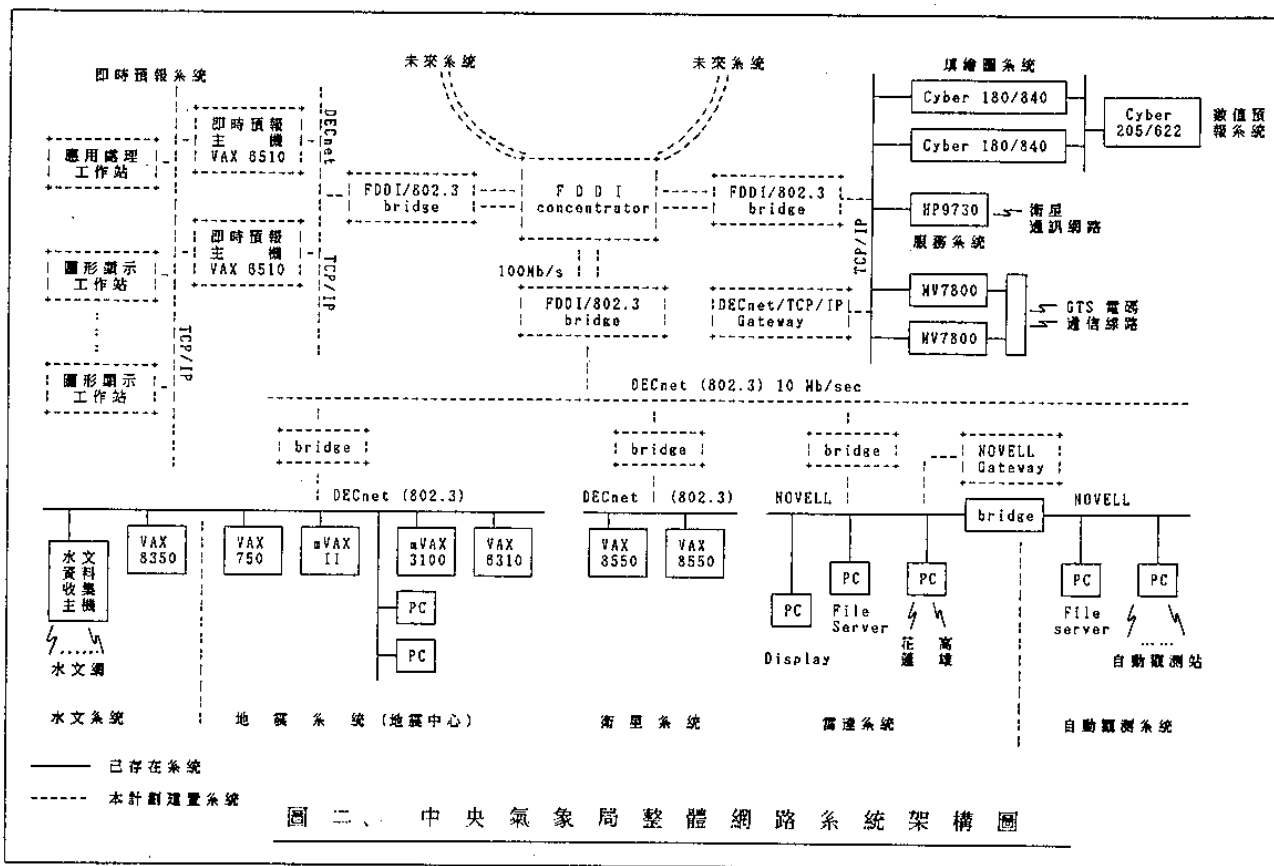 未來系統
未來系統
填繪圖系統
即時預報系統
Cyber 180/840
Cyber
205/622
數值預
報系統
即時預報
主機
VAX 8510
DECnet
應用處理
工作站
Cyber 180/840
FDDI/802.3
bridge
F D D I
concentrator
FDDI/802.3
bridge
HP9730
服務系統
衛星
通訊網路
即時預報
主機
VAX 8510
圖形顯示
工作站
TCP/IP
TCP/IP
100Mb/s
FDDI/802.3
bridge
DECnet/TCP/IP
Gateway
MV7800
MV7800
GTS 電碼
通信線路
TCP/IP
圖形顯示
工作站
DECnet (802.3) 10 Mb/sec
bridge
bridge
bridge
NOVELL
Gateway
DECnet (802.3)
DECnet (802.3)
NOVELL
bridge
NOVELL
水文
資料
收集
主機
VAX
8350
VAX
750
mVAX
II
mVAX
3100
VAX
6310
VAX
8550
VAX
8550
PC
PC
PC
Display
PC
File
Server
PC
花蓮
高雄
PC
File
server
PC
自動觀測站
水文網
水文系統
地震系統(地震中心)
衛星系統
雷達系統
自動觀測系統
已存在系統
本計劃建置系統
圖二、 中央氣象局整體網路系統架構圖